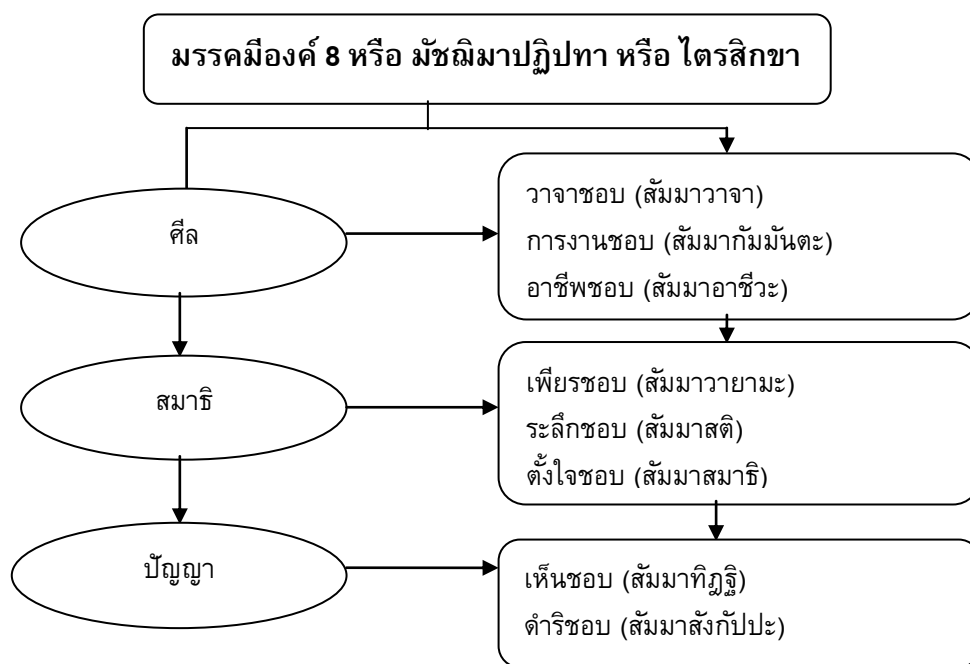 มรรคมีองค์ 8 หรือ มัชฌิมาปฏิปทา หรือ ไตรสิกขา
ศีล
วาจาชอบ (สัมมาวาจา)
การงานชอบ (สัมมากัมมันตะ)
อาชีพชอบ (สัมมาอาชีวะ)
สมาธิ
เพียรชอบ (สัมมาวายามะ)
ระลึกชอบ (สัมมาสติ)
ตั้งใจชอบ (สัมมาสมาธิ)
ปัญญา
เห็นชอบ (สัมมาทิฏฐิ)
ดำริชอบ (สัมมาสังกัปปะ)